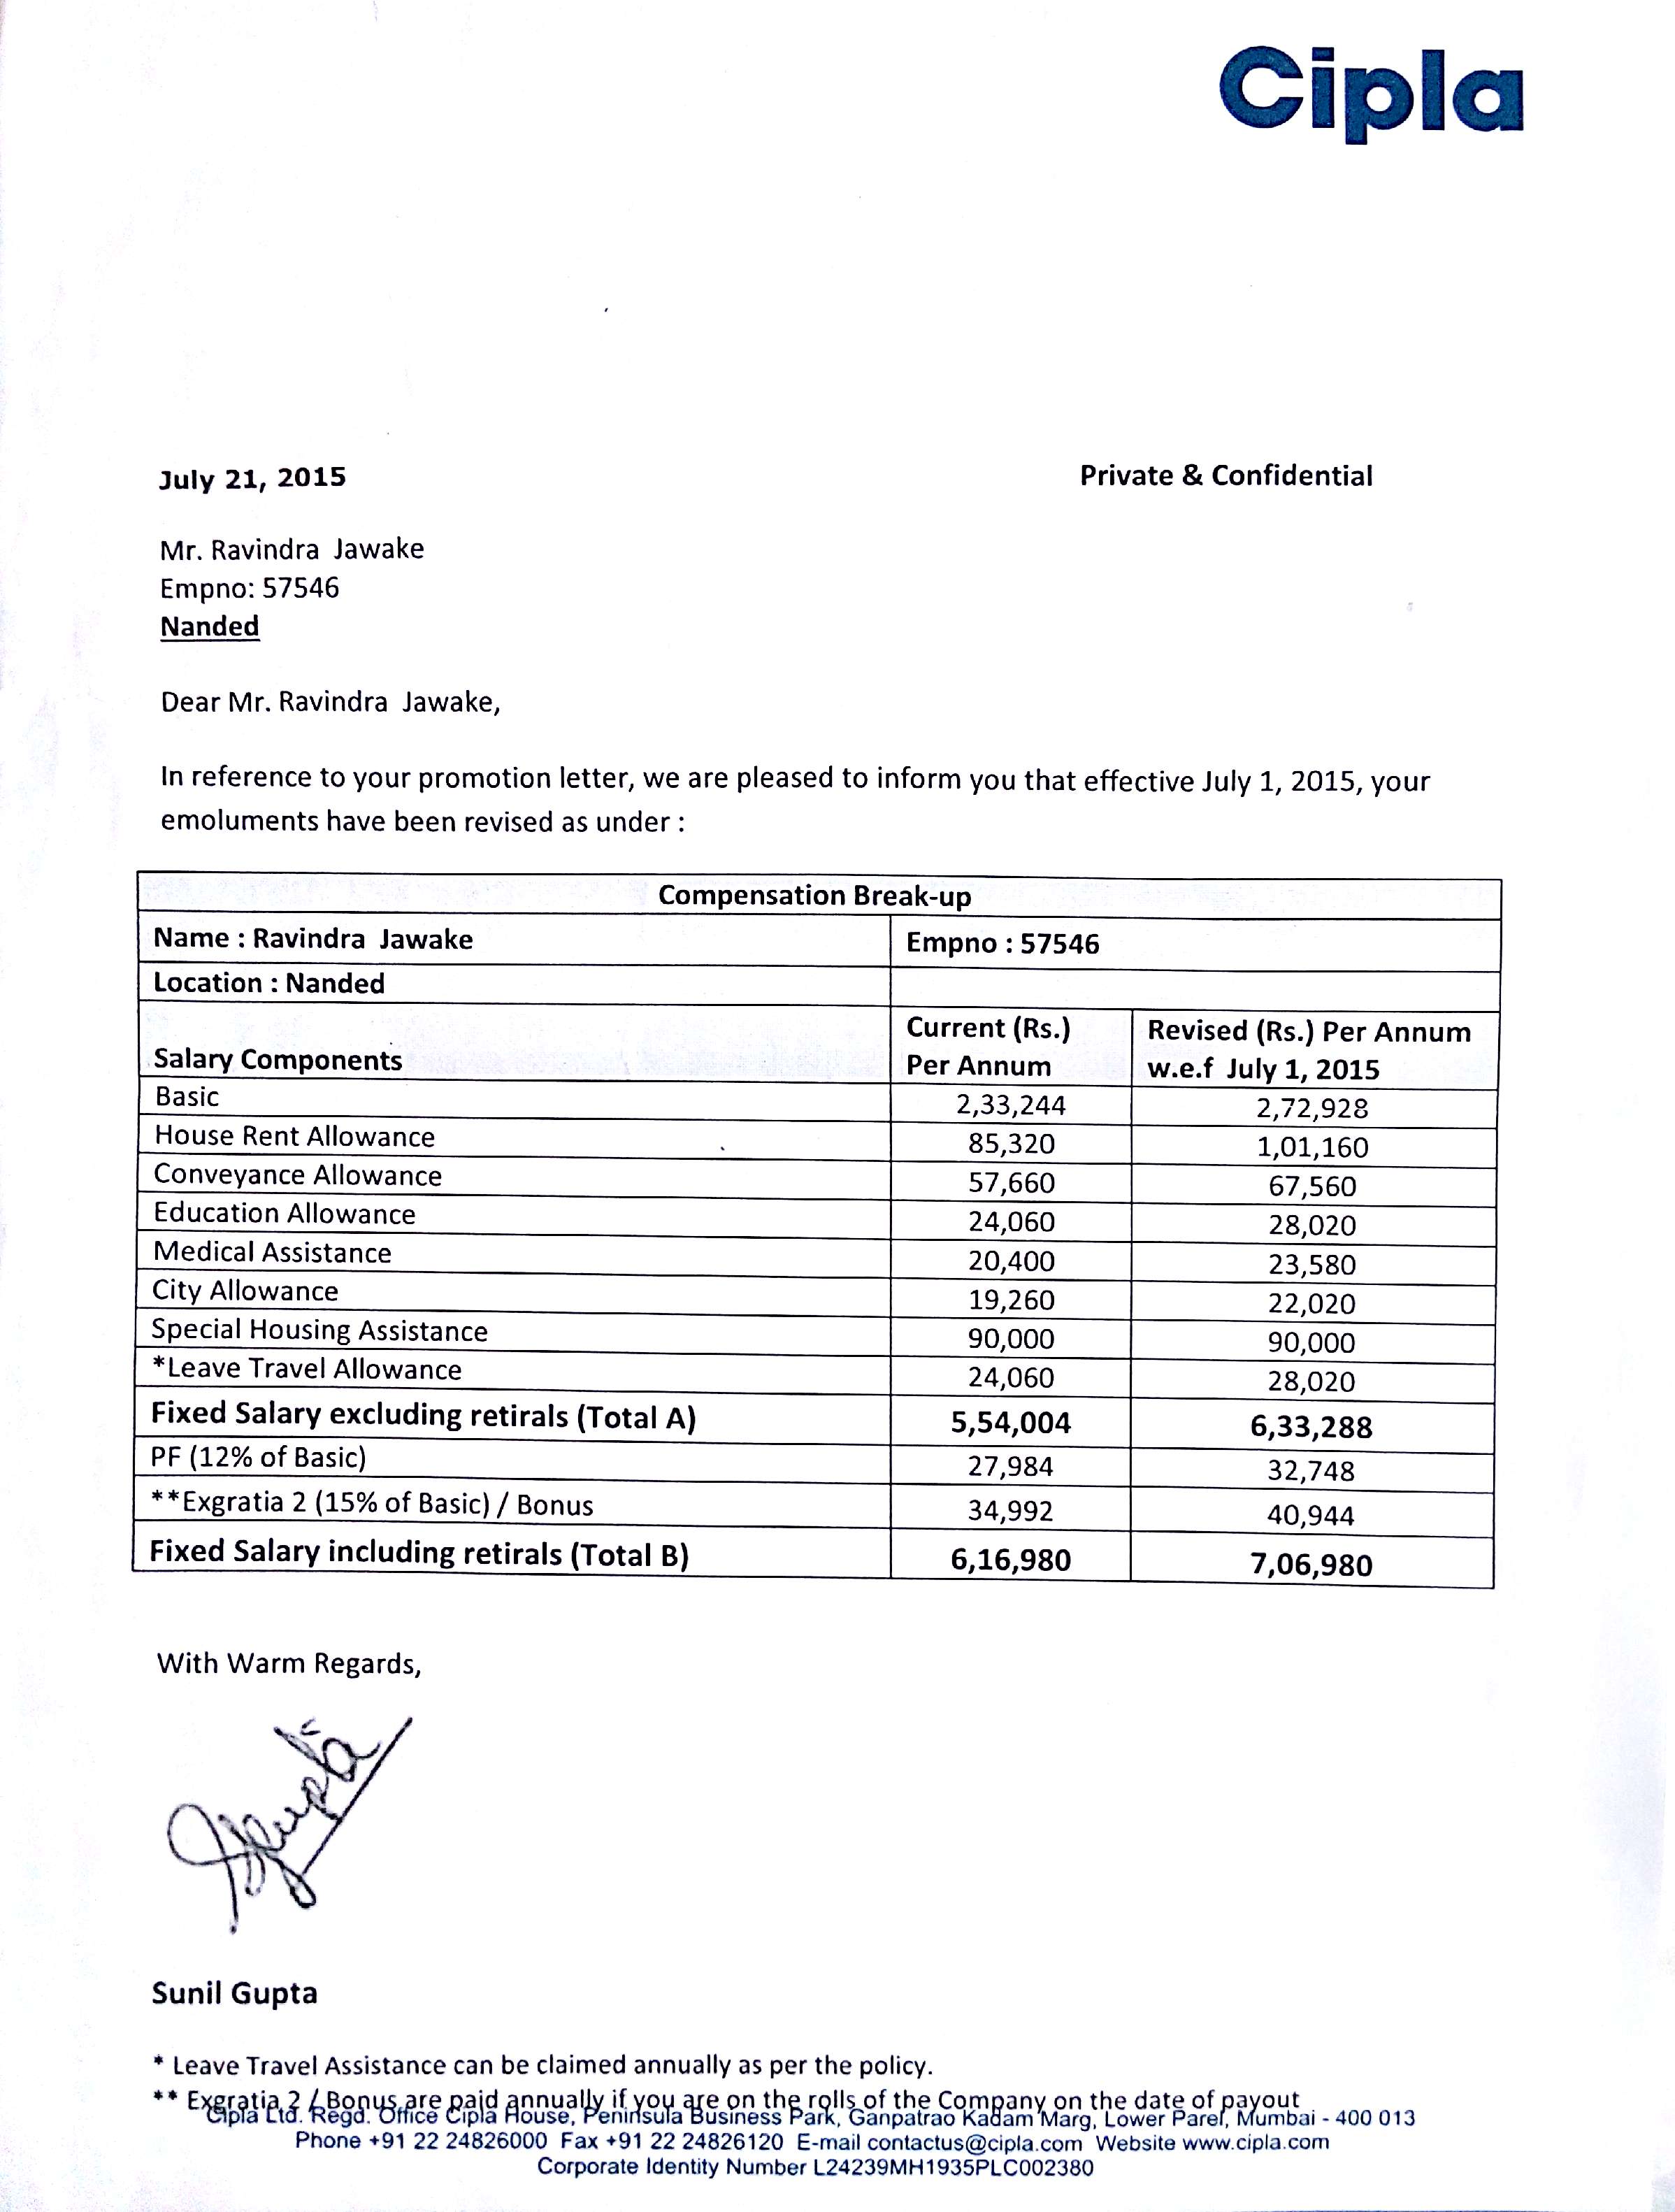 Cipla
July 21, 2015 Private & Confidential
Mr. Ravindra Jawake
Empno: 57546
Nanded
Dear Mr. Ravindra Jawake,
In reference to your promotion letter, we are pleased to inform you that effective July 1, 2015, your
emoluments have been revised as under :
Compensation Break-up
Name : Ravindra Jawake Empno : 57546
Location : Nanded
Salary Components Current (Rs.) Per Annum Revised (Rs.) Per Annum w.e.f July 1, 2015
Basic 2,33,244 2,72,928
House Rent Allowance 85,320 1,01,160
Conveyance Allowance 57,660 67,560
Education Allowance 24,060 28,020
Medical Assistance 20,400 23,580
City Allowance 19,260 22,020
Special Housing Assistance 90,000 90,000
*Leave Travel Allowance 24,060 28,020
Fixed Salary excluding retirals (Total A) 5,54,004 6,33,288
PF (12% of Basic) 27,984 32,748
**Exgratia 2 (15% of Basic) / Bonus 34,992 40,944
Fixed Salary including retirals (Total B) 6,16,980 7,06,980
With Warm Regards,
Sgupta
Sunil Gupta
* Leave Travel Assistance can be claimed annually as per the policy.
** Exgratia 2 / Bonus are paid annually if you are on the rolls of the Company on the date of payout
Cipla Ltd. Regd. Office Cipla House, Peninsula Business Park, Ganpatrao Kadam Marg, Lower Parel, Mumbai - 400 013
Phone +91 22 24826000 Fax +91 22 24826120 E-mail contactus@cipla.com Website www.cipla.com
Corporate Identity Number L24239MH1935PLC002380